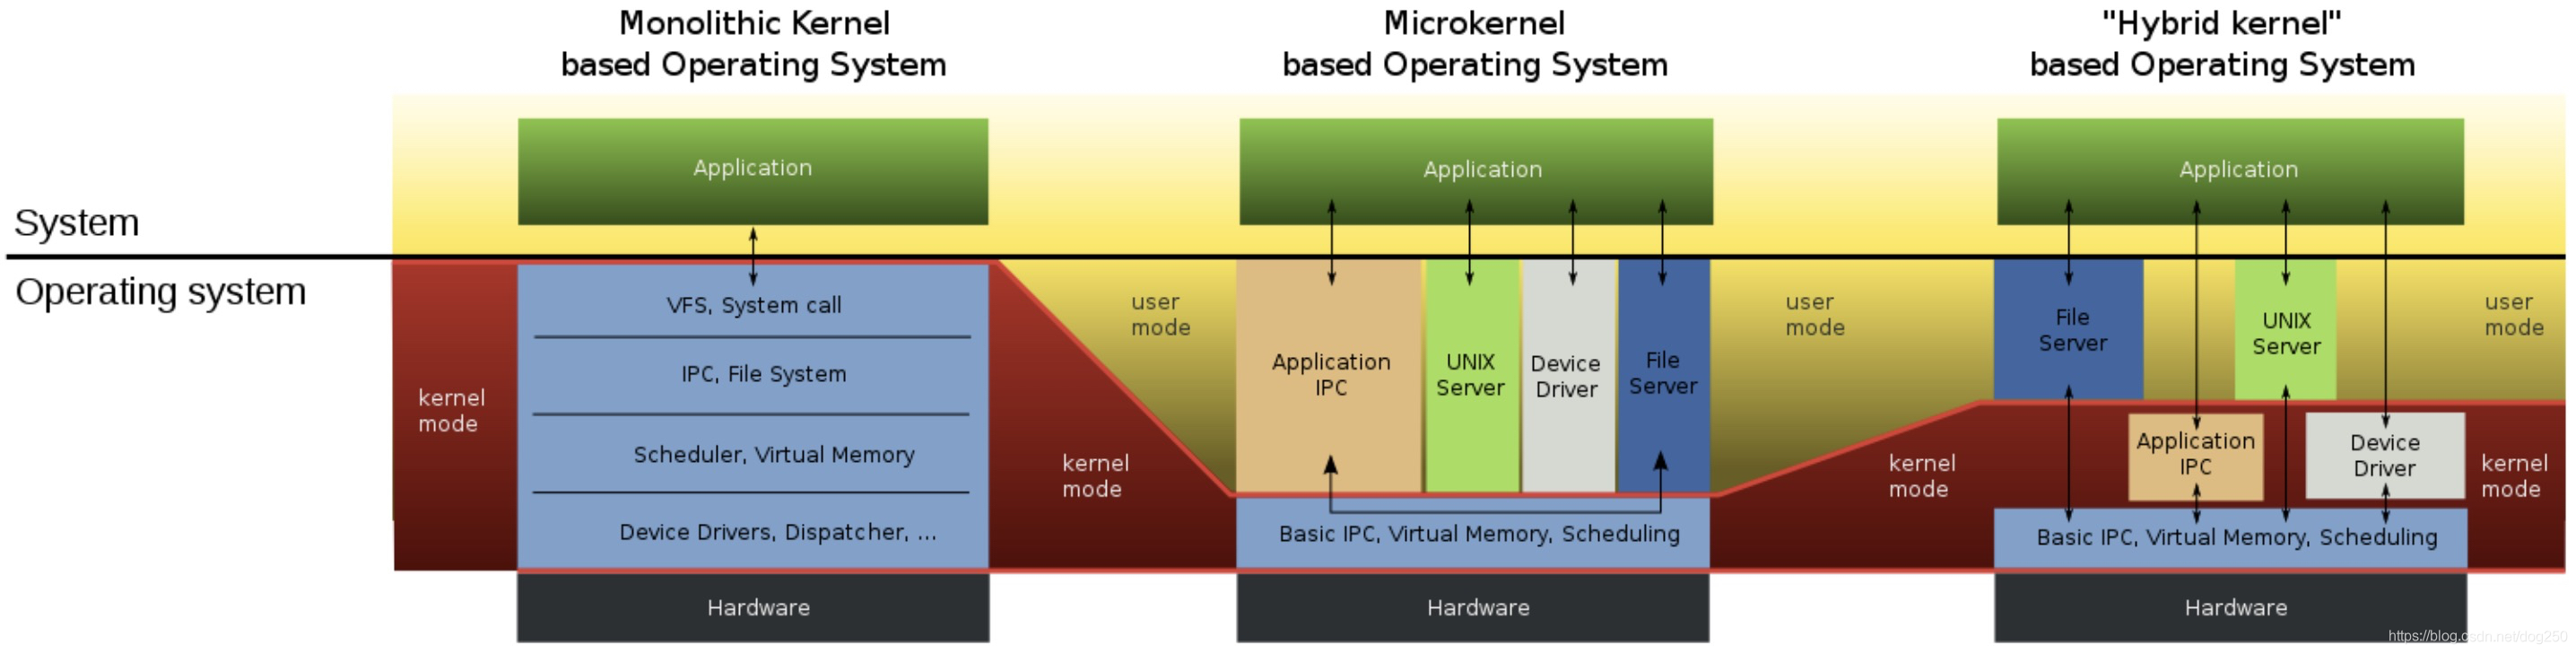 Monolithic Kernel
based Operating System
Microkernel
based Operating System
"Hybrid kernel"
based Operating System
System
Operating system
Application
VFS, System call
IPC, File System
Scheduler, Virtual Memory
Device Drivers, Dispatcher, ...
Hardware
kernel
mode
kernel
mode
user
mode
Application
Application
IPC
UNIX
Server
Device
Driver
File
Server
Basic IPC, Virtual Memory, Scheduling
Hardware
user
mode
kernel
mode
Application
File
Server
UNIX
Server
Application
IPC
Device
Driver
Basic IPC, Virtual Memory, Scheduling
Hardware
user
mode
kernel
mode
https://blog.csdn.net/dog250